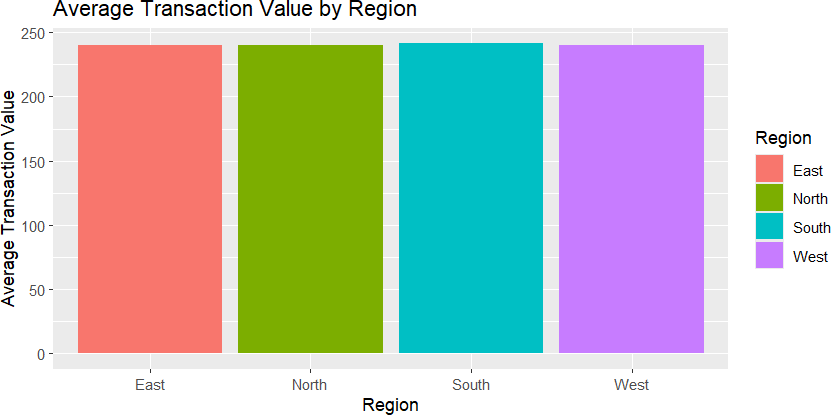 Average Transaction Value by Region
Average Transaction Value
250
200
150
100
50
0
East
North
South
West
Region
Region
East
North
South
West